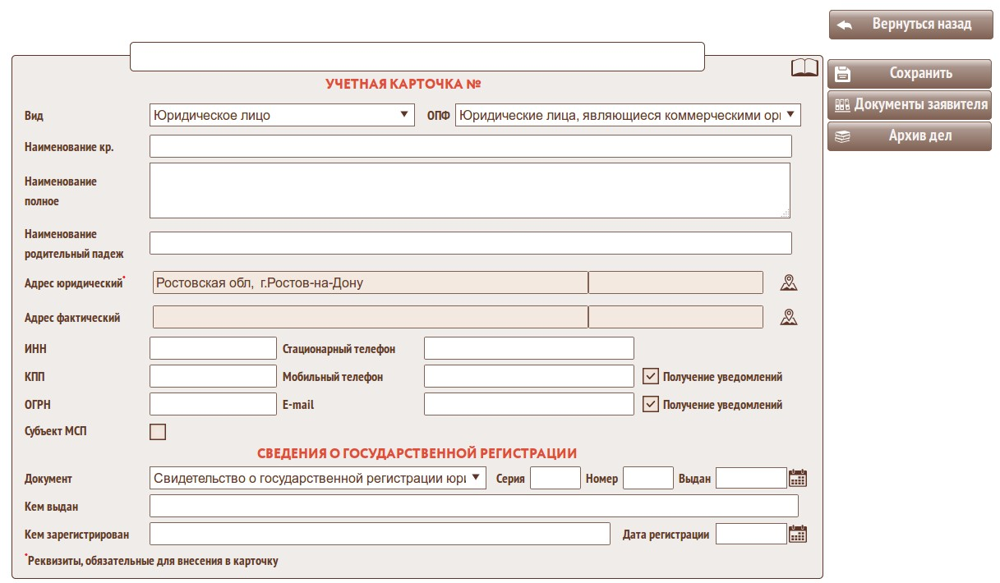 Вернуться назад
УЧЕТНАЯ КАРТОЧКА №
Сохранить
Документы заявителя
Архив дел
Вид Юридическое лицо ОПФ Юридические лица, являющиеся коммерческими орг
Наименование кр.
Наименование
полное
Наименование
родительный падеж
Адрес юридический* Ростовская обл, г.Ростов-на-Дону
Адрес фактический
ИНН Стационарный телефон
КПП Мобильный телефон Получение уведомлений
ОГРН E-mail Получение уведомлений
Субъект МСП
СВЕДЕНИЯ О ГОСУДАРСТВЕННОЙ РЕГИСТРАЦИИ
Документ Свидетельство о государственной регистрации юри Серия Номер Выдан
Кем выдан
Кем зарегистрирован Дата регистрации
*Реквизиты, обязательные для внесения в карточку